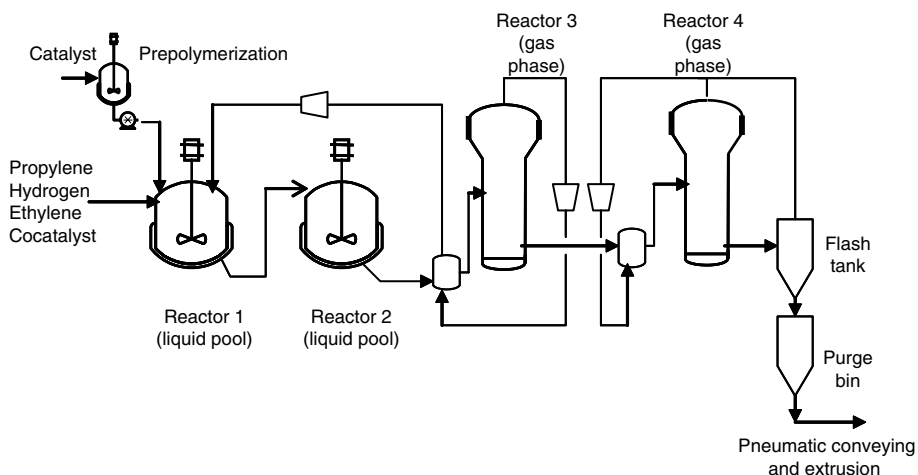 Reactor 3
(gas
phase)
Reactor 4
(gas
phase)
Catalyst
Prepolymerization
Propylene
Hydrogen
Ethylene
Cocatalyst
Reactor 1
(liquid pool)
Reactor 2
(liquid pool)
Flash
tank
Purge
bin
Pneumatic conveying
and extrusion